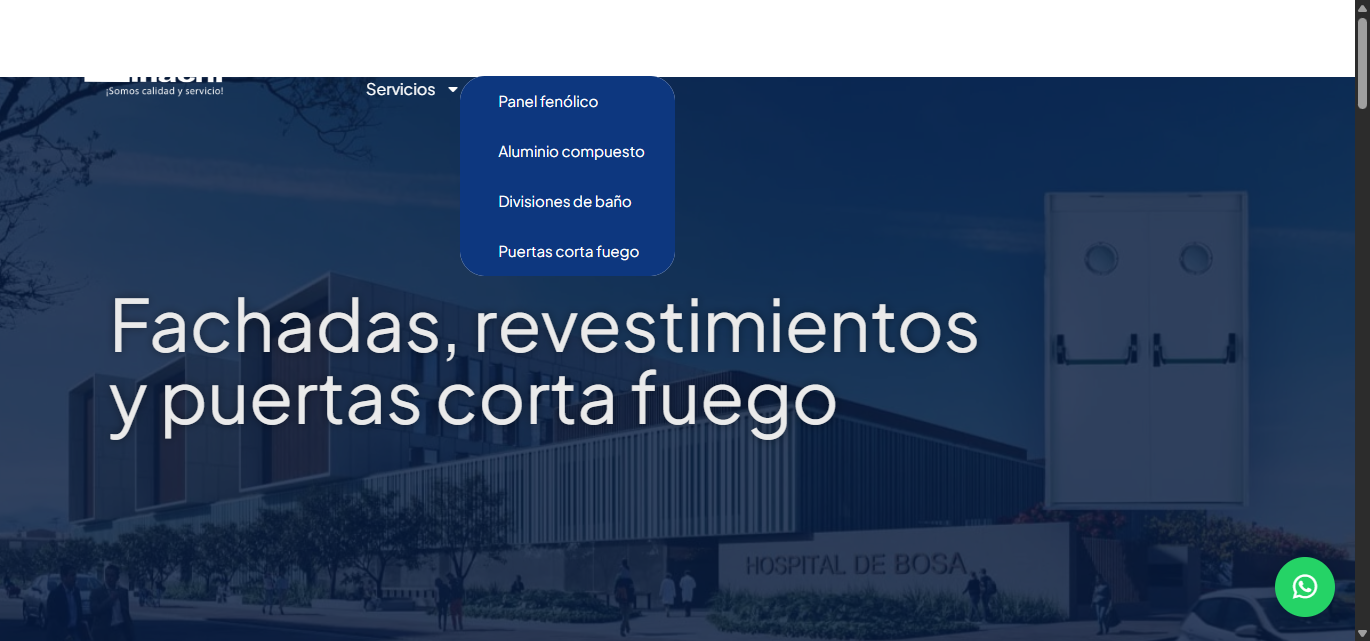 ¡Somos calidad y servicio!
Servicios
Panel fenólico
Aluminio compuesto
Divisiones de baño
Puertas corta fuego
Fachadas, revestimientos
y puertas corta fuego
HOSPITAL DE BOSA